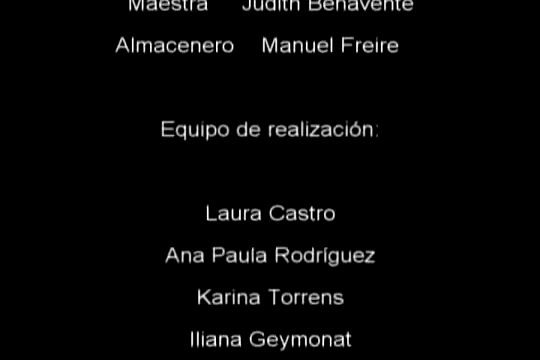 Maestra Judith Benavente
Almacenero Manuel Freire
Equipo de realización:
Laura Castro
Ana Paula Rodríguez
Karina Torrens
Iliana Geymonat